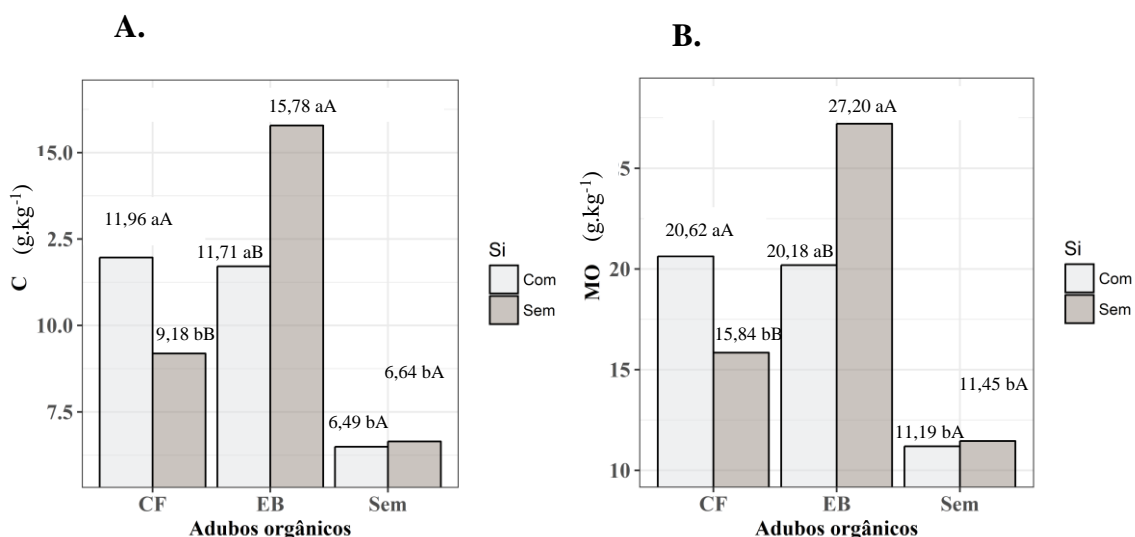 A.
15,78 aA
15.0
11,96 aA
2.5
11,71 aB
10.0
9,18 bB
7.5
6,64 bA
6,49 bA
C (g.kg-1)
CF EB Sem
Adubos orgânicos
Si
Com
Sem
B.
27,20 aA
5
20,62 aA
20,18 aB
20
15,84 bB
15
11,45 bA
11,19 bA
10
MO (g.kg-1)
CF EB Sem
Adubos orgânicos
Si
Com
Sem